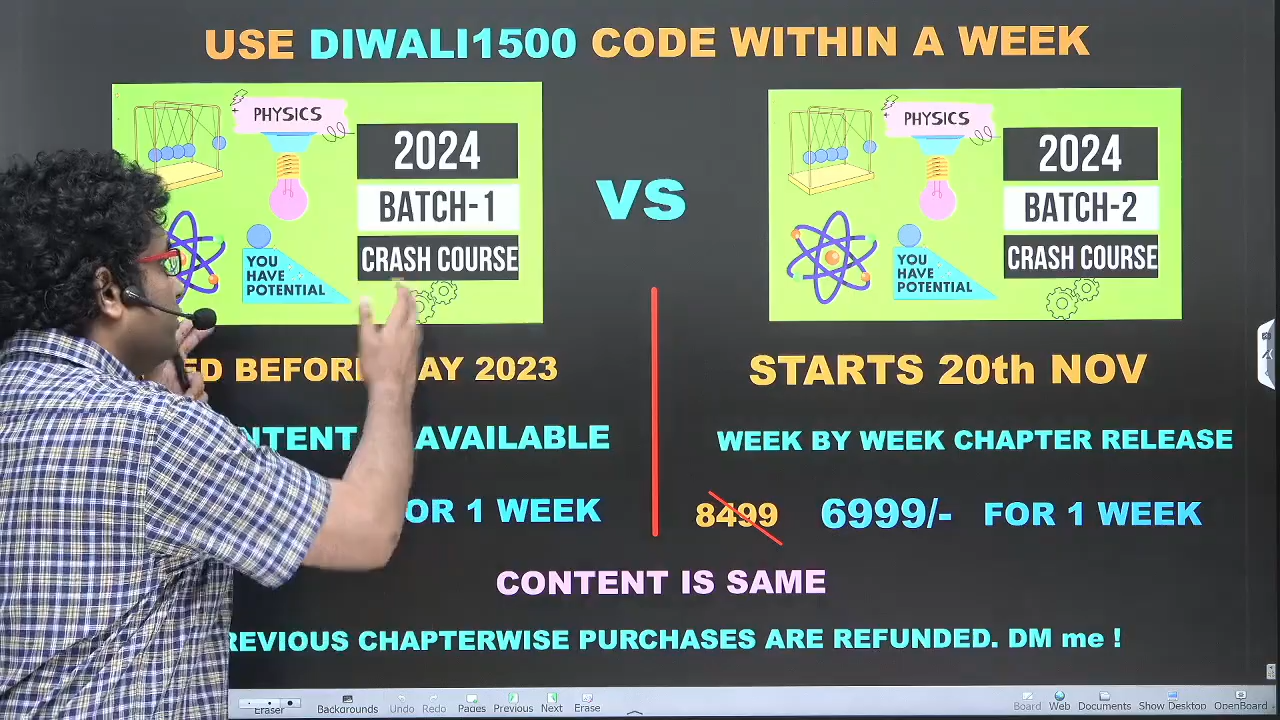 USE DIWALI1500 CODE WITHIN A WEEK
PHYSICS
2024
BATCH-1
CRASH COURSE
YOU
HAVE
POTENTIAL
VS
PHYSICS
2024
BATCH-2
CRASH COURSE
YOU
HAVE
POTENTIAL
BEFORE 2023
AVAILABLE
1 WEEK
STARTS 20th NOV
WEEK BY WEEK CHAPTER RELEASE
8499 6999/- FOR 1 WEEK
CONTENT IS SAME
CHAPTERWISE PURCHASES ARE REFUNDED. DM me !
Eraser Backgrounds Undo Redo Pages Previous Next Erase Board Web Documents Show Desktop OpenBoard